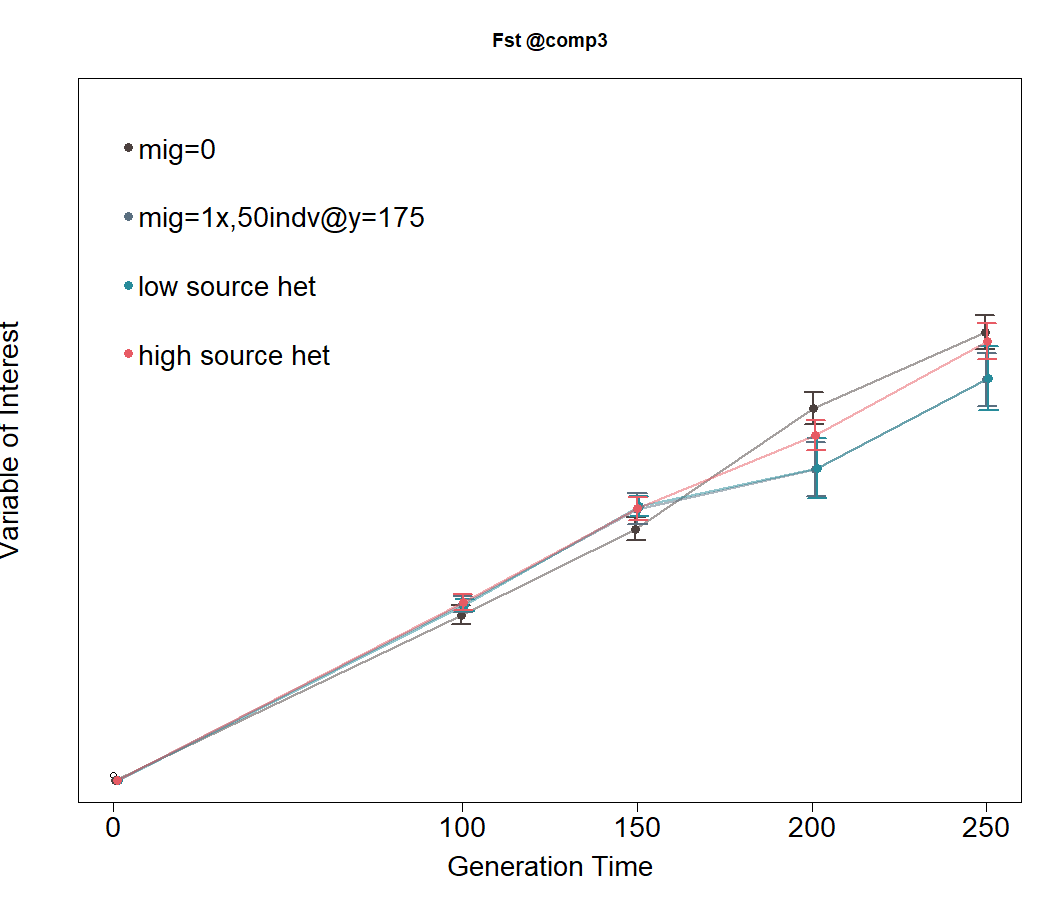 Fst @comp3
mig=0
mig=1x,50indv@y=175
low source het
high source het
Variable of Interest
0 100 150 200 250
Generation Time